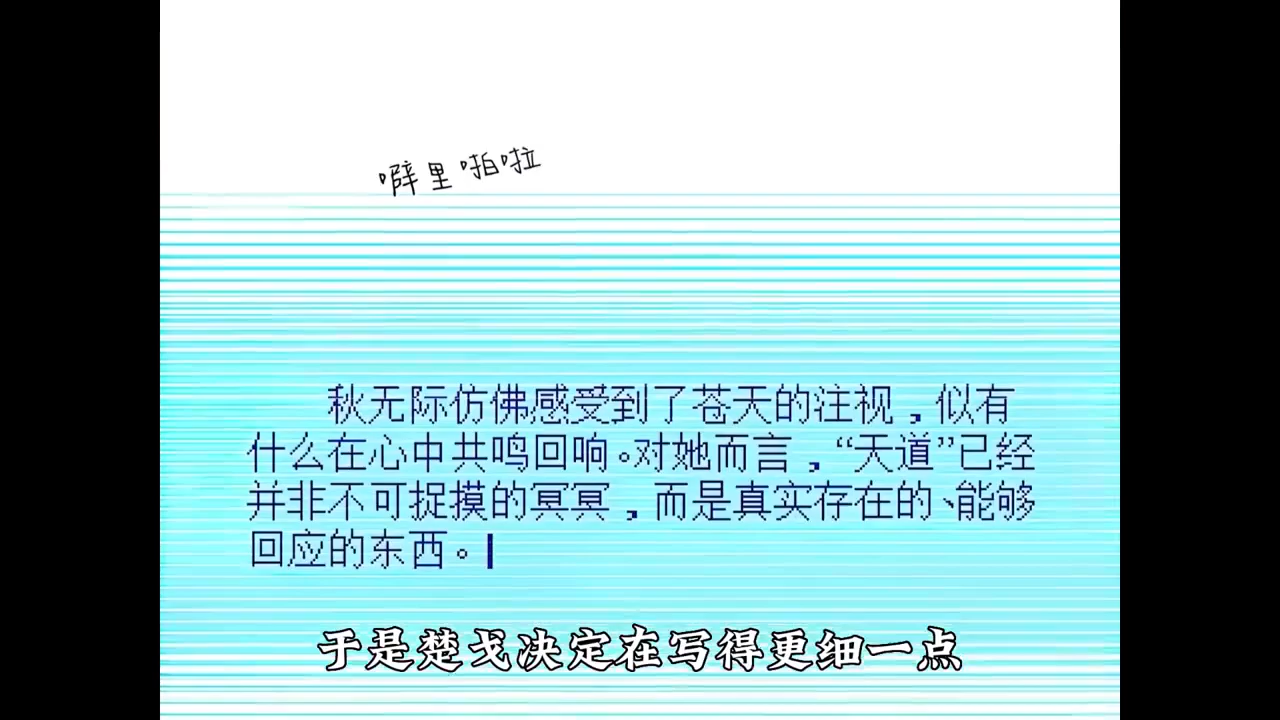 噼里啪啦
秋无际仿佛感受到了苍天的注视，似有
什么在心中共鸣回响。对她而言，“天道”已经
并非不可捉摸的冥冥，而是真实存在的、能够
回应的东西。
于是楚戈决定在写得更细一点